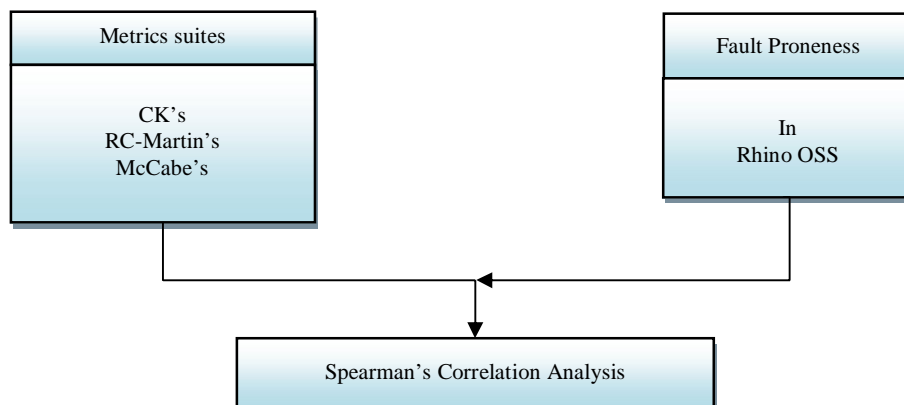 Metrics suites
CK’s
RC-Martin’s
McCabe’s
Fault Proneness
In
Rhino OSS
Spearman’s Correlation Analysis